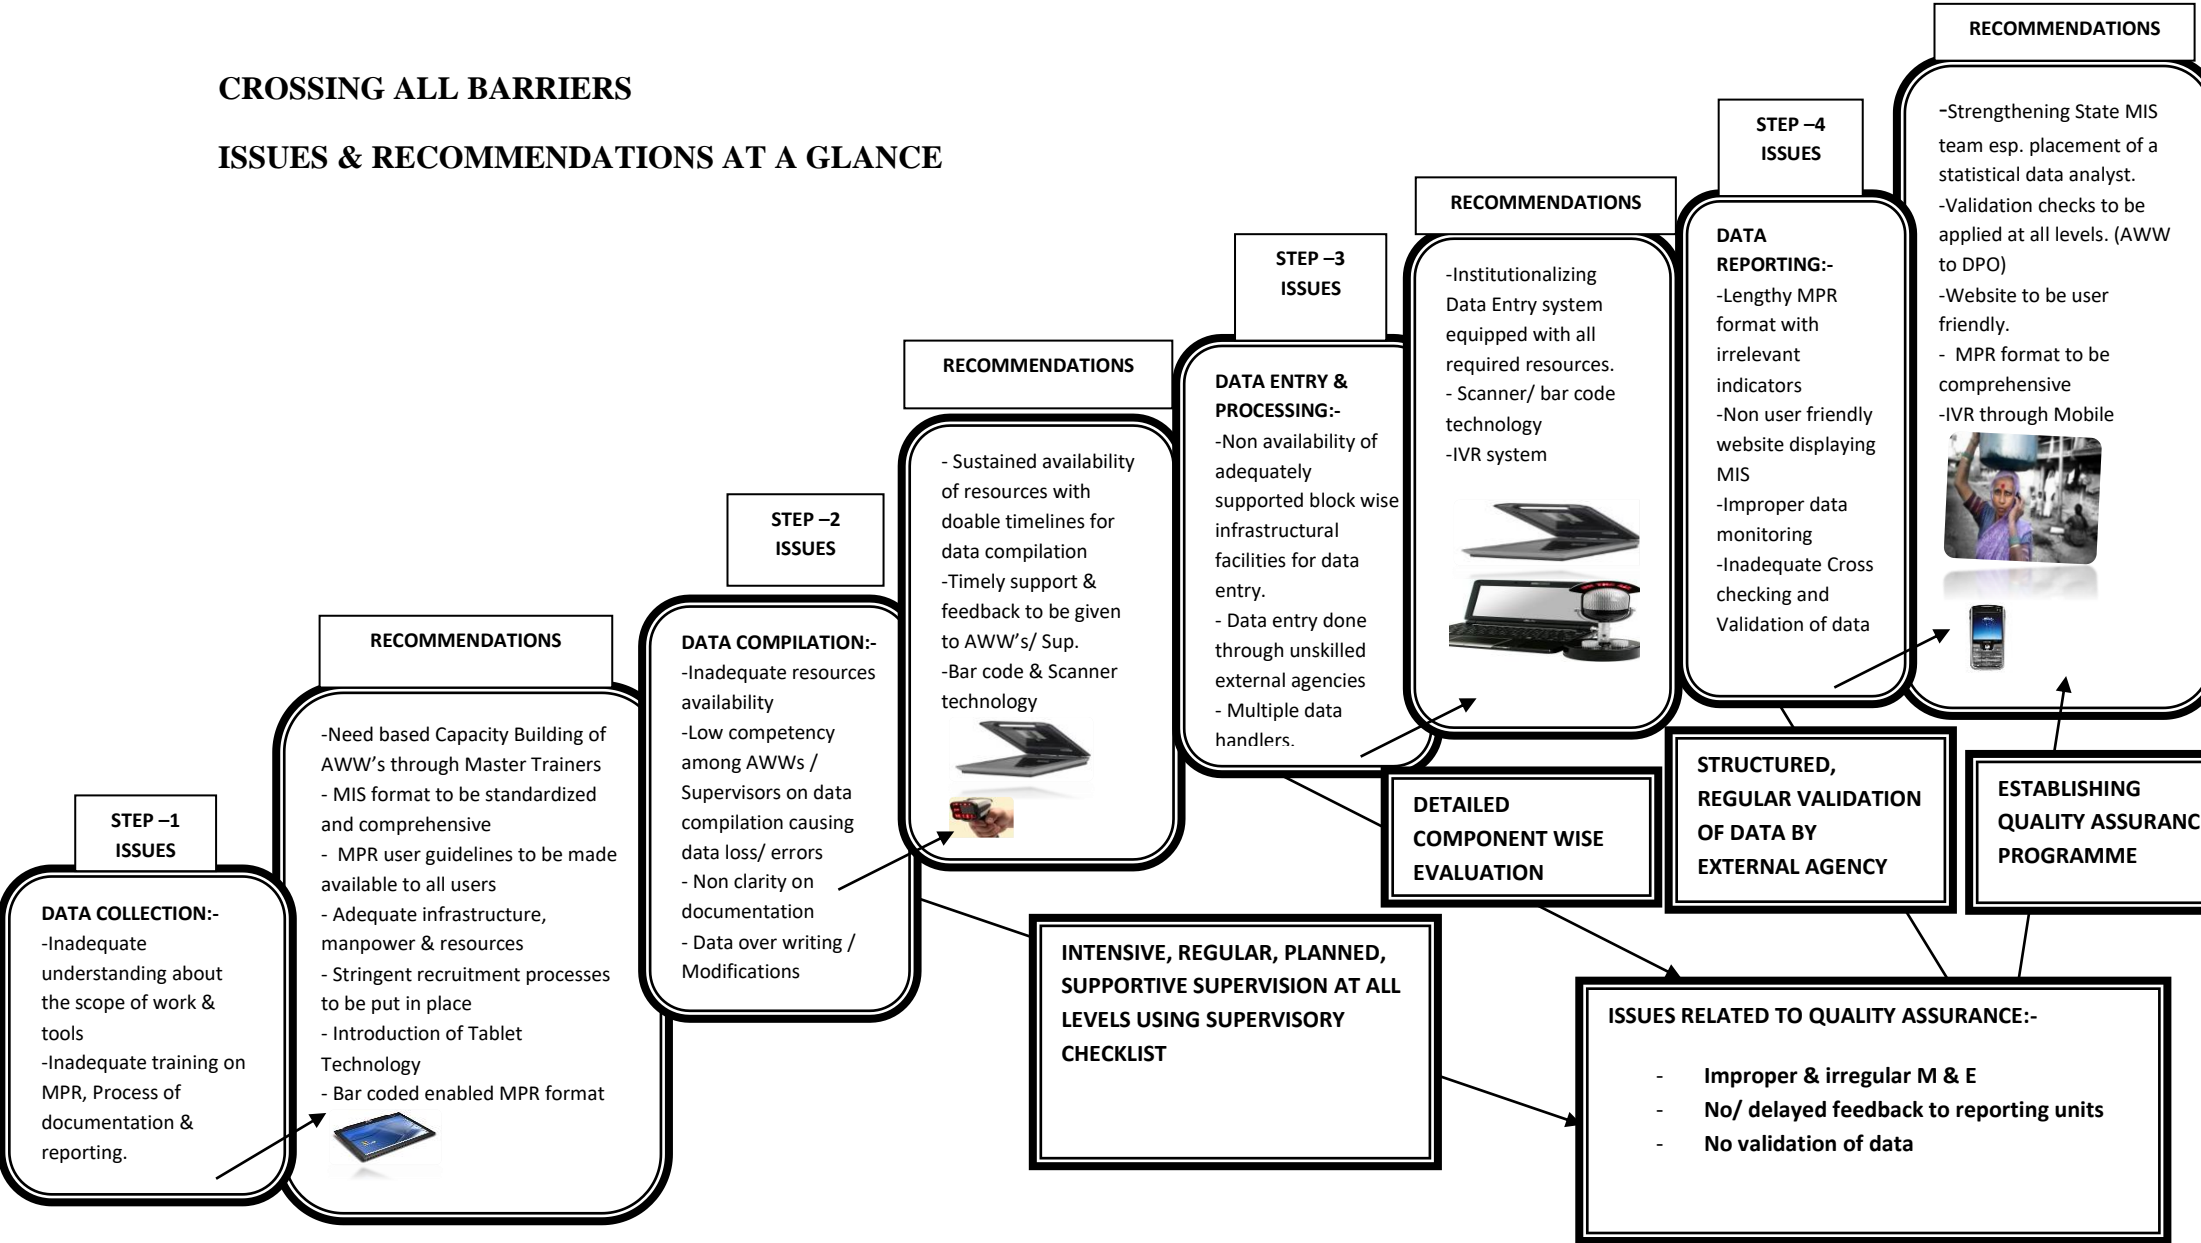 CROSSING ALL BARRIERS
ISSUES & RECOMMENDATIONS AT A GLANCE
STEP –1
ISSUES
DATA COLLECTION:-
-Inadequate
understanding about
the scope of work &
tools
-Inadequate training on
MPR, Process of
documentation &
reporting.
RECOMMENDATIONS
-Need based Capacity Building of
AWW’s through Master Trainers
- MIS format to be standardized
and comprehensive
- MPR user guidelines to be made
available to all users
- Adequate infrastructure,
manpower & resources
- Stringent recruitment processes
to be put in place
- Introduction of Tablet
Technology
- Bar coded enabled MPR format
STEP –2
ISSUES
DATA COMPILATION:-
-Inadequate resources
availability
-Low competency
among AWWs /
Supervisors on data
compilation causing
data loss/ errors
- Non clarity on
documentation
- Data over writing /
Modifications
RECOMMENDATIONS
- Sustained availability
of resources with
doable timelines for
data compilation
-Timely support &
feedback to be given
to AWW’s/ Sup.
-Bar code & Scanner
technology
STEP –3
ISSUES
DATA ENTRY &
PROCESSING:-
-Non availability of
adequately
supported block wise
infrastructural
facilities for data
entry.
- Data entry done
through unskilled
external agencies
- Multiple data
handlers.
RECOMMENDATIONS
-Institutionalizing
Data Entry system
equipped with all
required resources.
- Scanner/ bar code
technology
-IVR system
STEP –4
ISSUES
DATA
REPORTING:-
-Lengthy MPR
format with
irrelevant
indicators
-Non user friendly
website displaying
MIS
-Improper data
monitoring
-Inadequate Cross
checking and
Validation of data
RECOMMENDATIONS
-Strengthening State MIS
team esp. placement of a
statistical data analyst.
-Validation checks to be
applied at all levels. (AWW
to DPO)
-Website to be user
friendly.
- MPR format to be
comprehensive
-IVR through Mobile
INTENSIVE, REGULAR, PLANNED,
SUPPORTIVE SUPERVISION AT ALL
LEVELS USING SUPERVISORY
CHECKLIST
DETAILED
COMPONENT WISE
EVALUATION
STRUCTURED,
REGULAR VALIDATION
OF DATA BY
EXTERNAL AGENCY
ESTABLISHING
QUALITY ASSURANC
PROGRAMME
ISSUES RELATED TO QUALITY ASSURANCE:-
- Improper & irregular M & E
- No/ delayed feedback to reporting units
- No validation of data